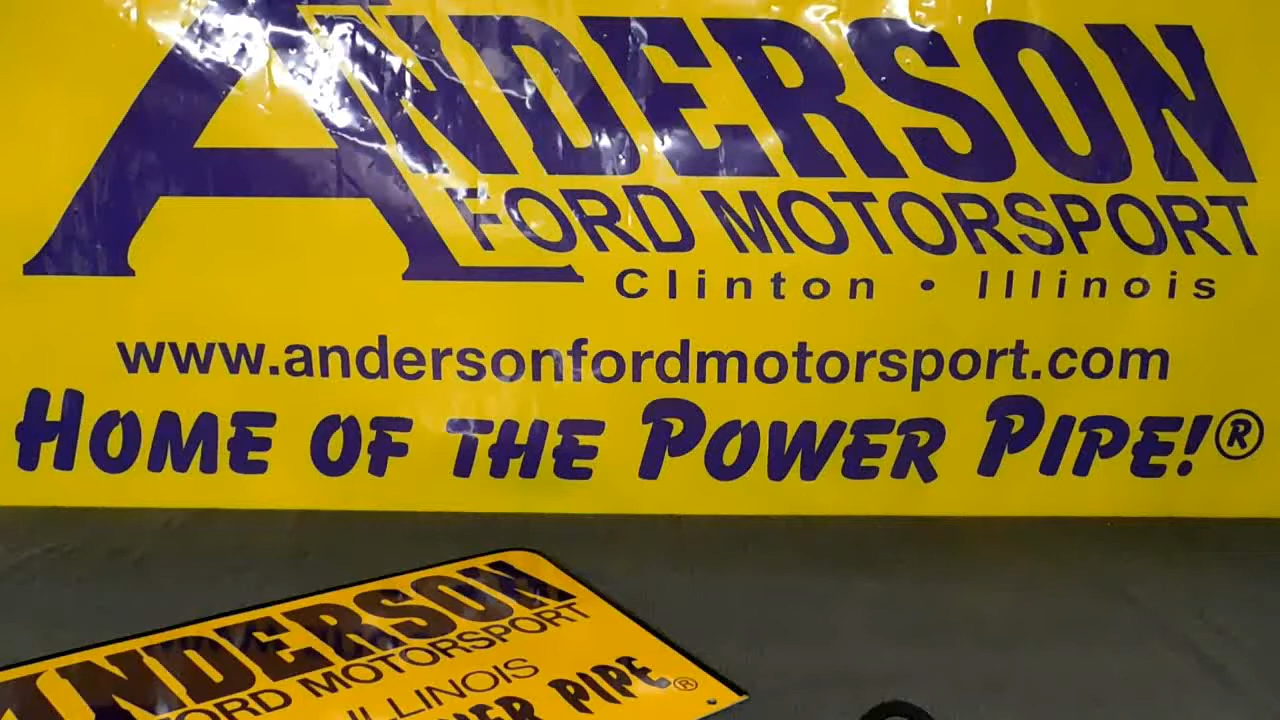 ANDERSON
FORD MOTORSPORT
Clinton • Illinois
www.andersonfordmotorsport.com
HOME OF THE POWER PIPE!®
ANDERSON
FORD MOTORSPORT
ILLINOIS
PIPE®